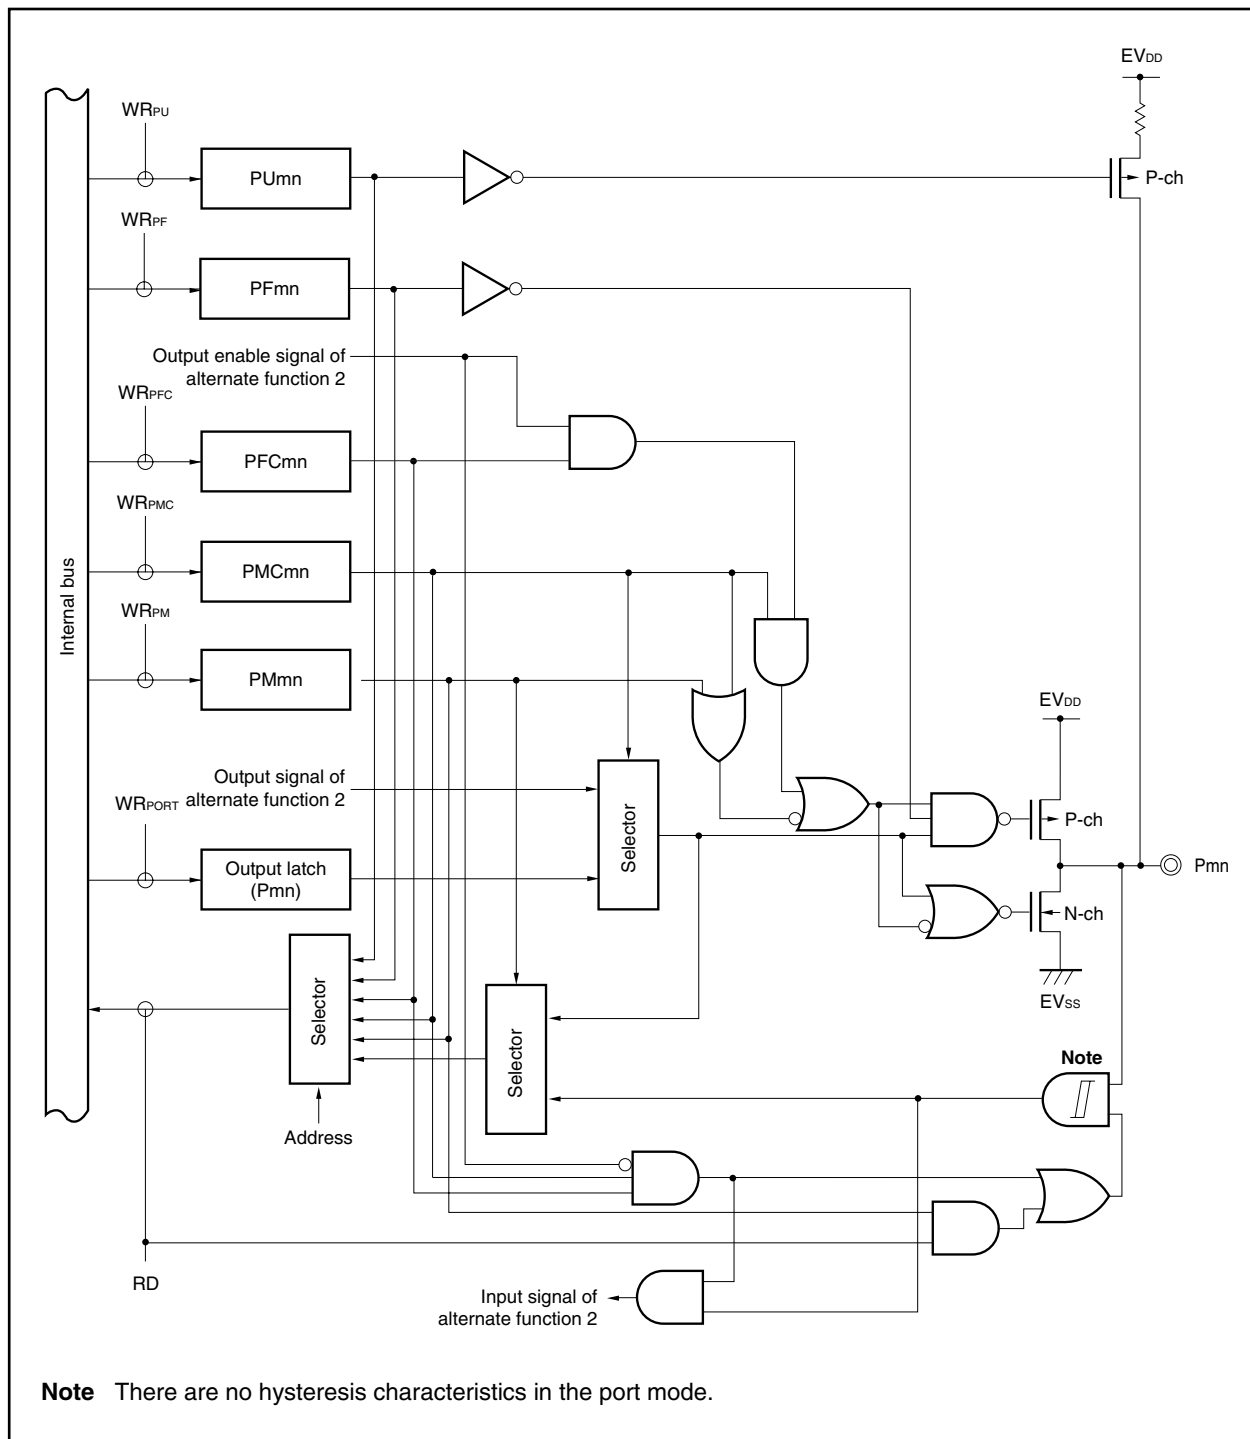 EVDD
WRPU
PUmn
P-ch
WRPF
PFmn
Output enable signal of
alternate function 2
WRPFC
PFCmn
WRPMC
PMCmn
Internal bus
WRPM
PMmn
EVDD
Output signal of
alternate function 2
WRPORT
Selector
P-ch
Output latch
(Pmn)
Pmn
N-ch
Selector
EVSS
Selector
Note
Address
RD
Input signal of
alternate function 2
Note There are no hysteresis characteristics in the port mode.